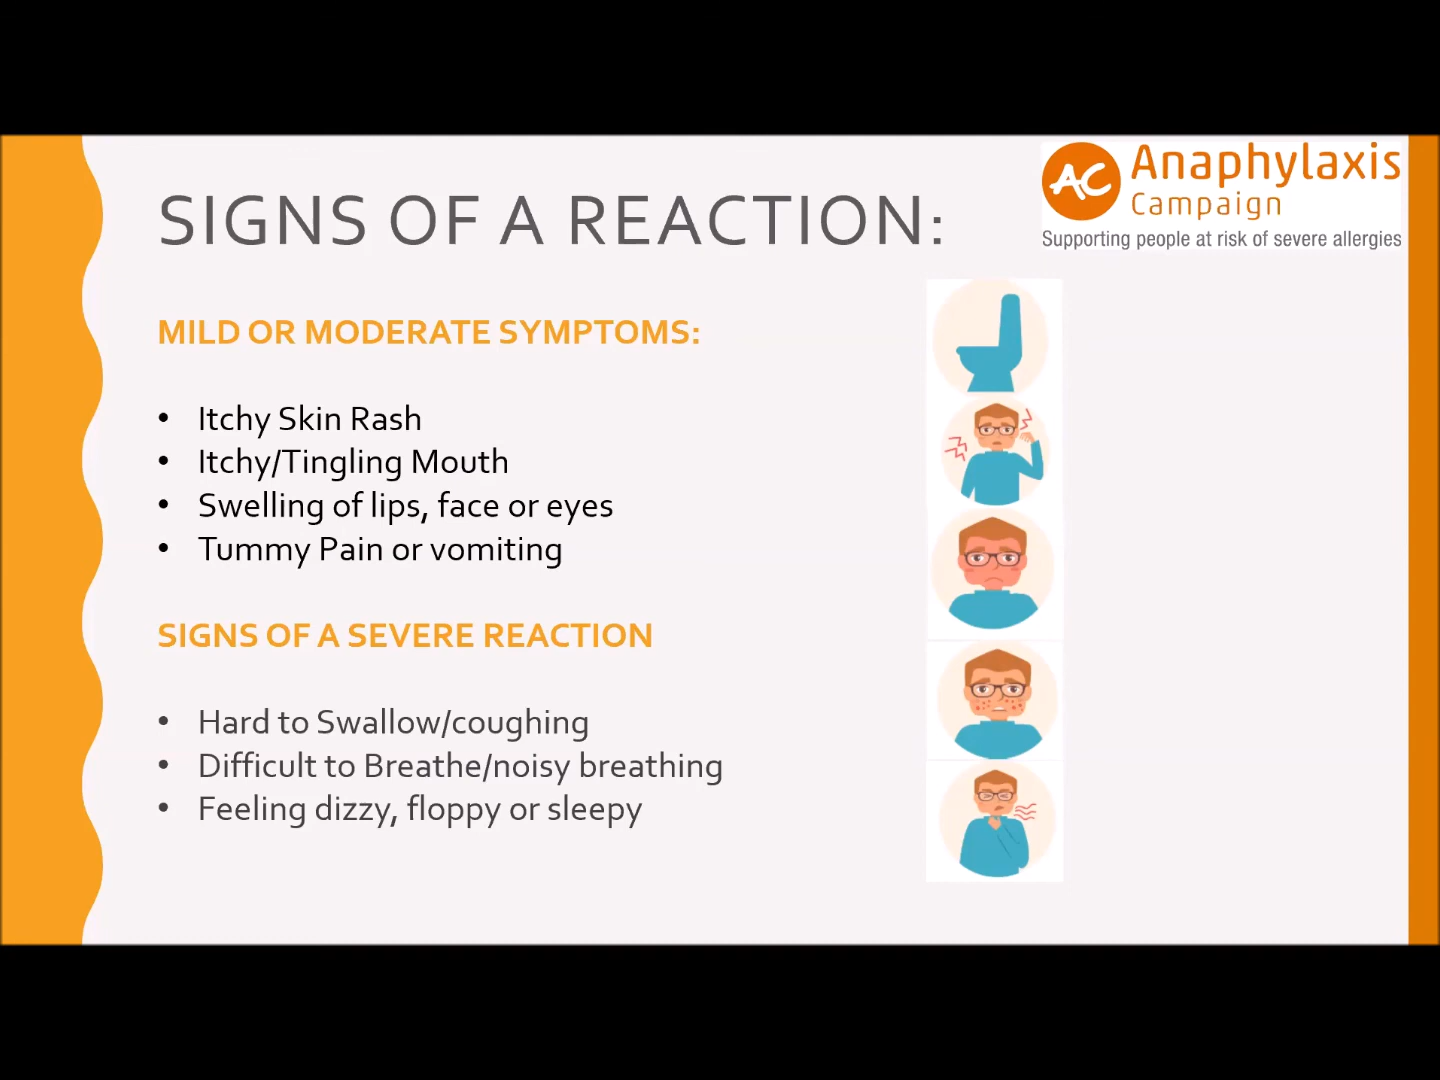 SIGNS OF A REACTION:
AC Anaphylaxis
Campaign
Supporting people at risk of severe allergies
MILD OR MODERATE SYMPTOMS:
• Itchy Skin Rash
• Itchy/Tingling Mouth
• Swelling of lips, face or eyes
• Tummy Pain or vomiting
SIGNS OF A SEVERE REACTION
• Hard to Swallow/coughing
• Difficult to Breathe/noisy breathing
• Feeling dizzy, floppy or sleepy